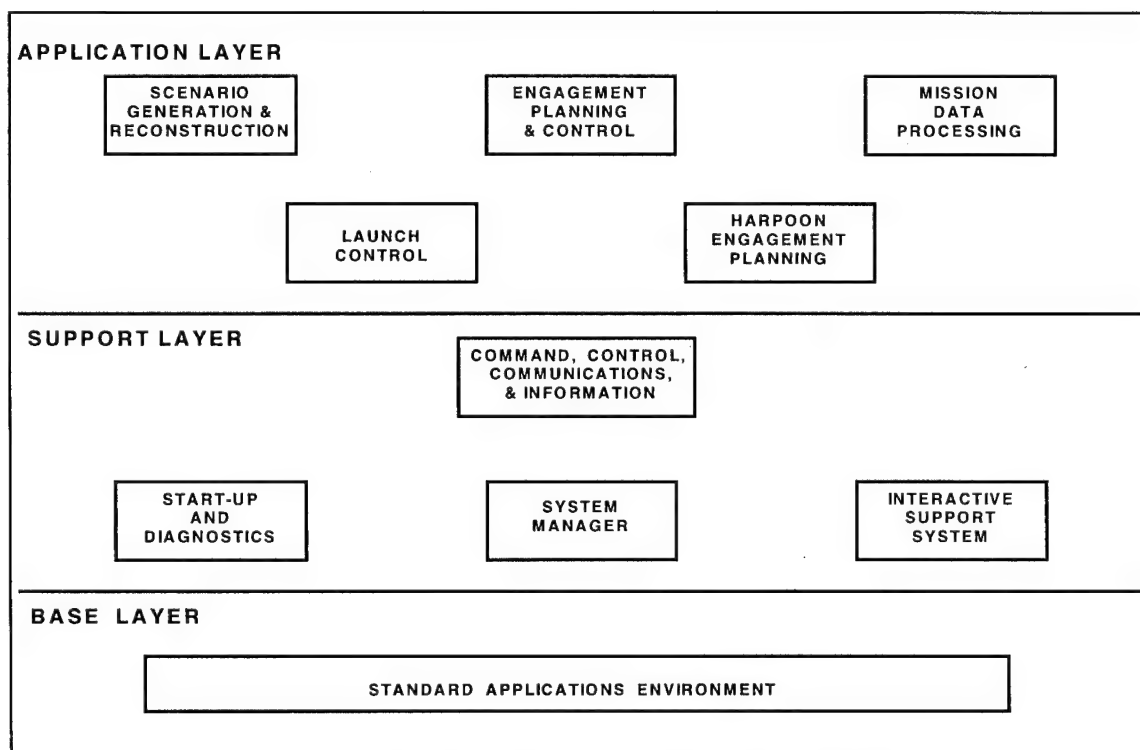 APPLICATION LAYER
SCENARIO
GENERATION &
RECONSTRUCTION
ENGAGEMENT
PLANNING
& CONTROL
MISSION
DATA
PROCESSING
LAUNCH
CONTROL
HARPOON
ENGAGEMENT
PLANNING
SUPPORT LAYER
COMMAND, CONTROL,
COMMUNICATIONS,
& INFORMATION
START-UP
AND
DIAGNOSTICS
SYSTEM
MANAGER
INTERACTIVE
SUPPORT
SYSTEM
BASE LAYER
STANDARD APPLICATIONS ENVIRONMENT